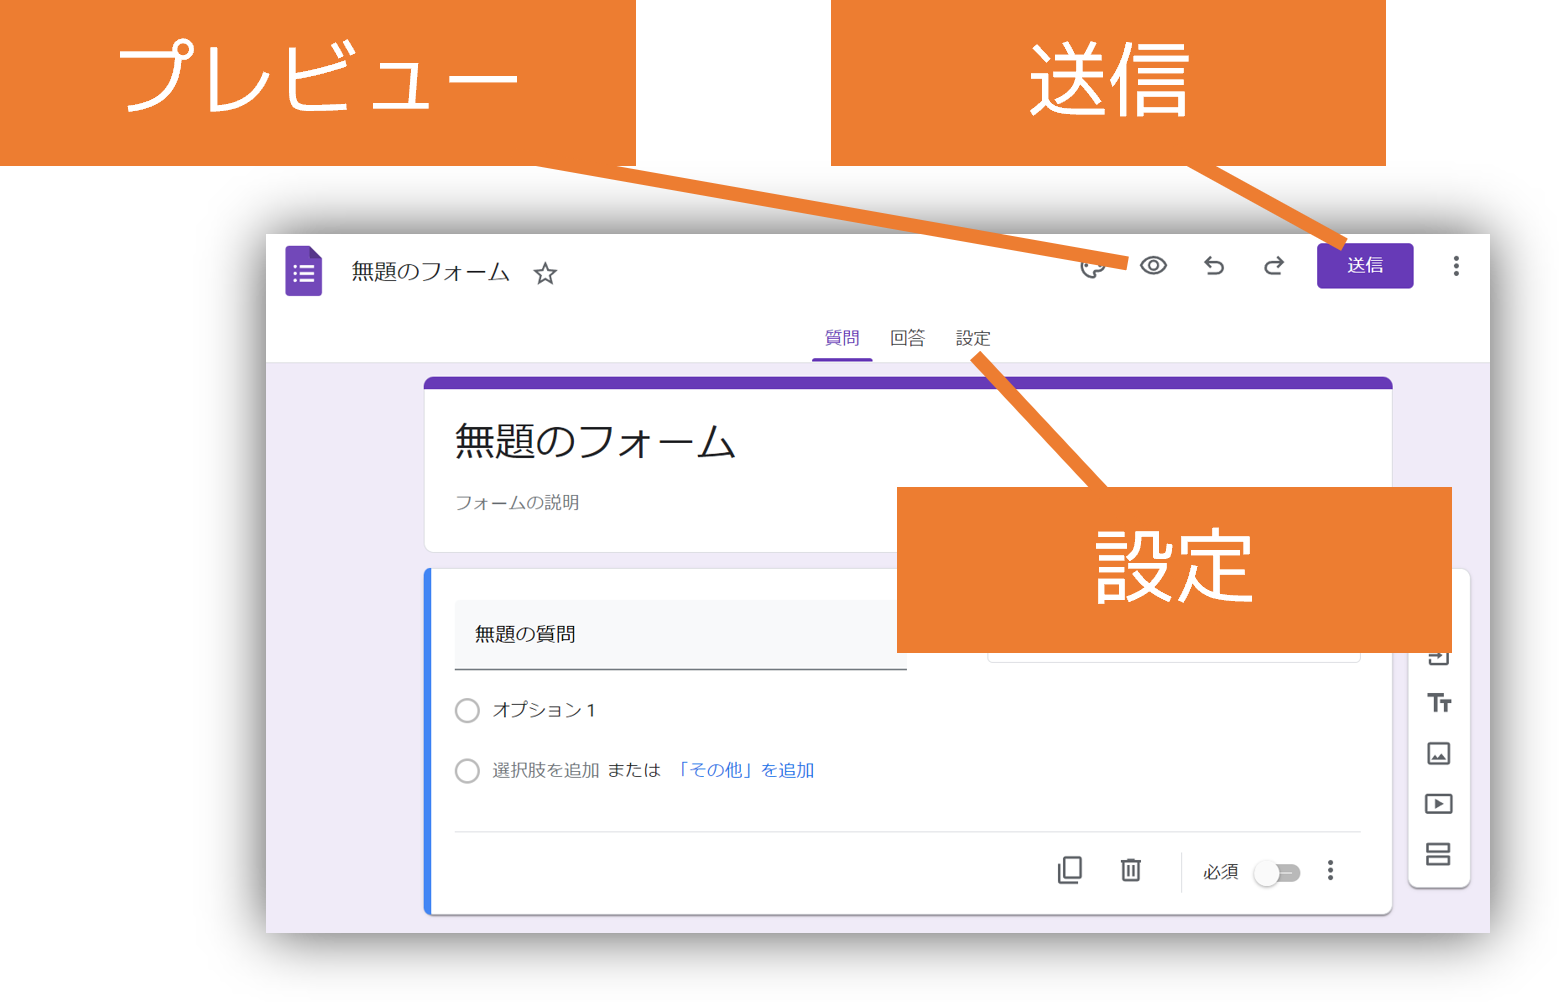 プレビュー
送信
無題のフォーム
送信
質問 回答 設定
無題のフォーム
フォームの説明
設定
無題の質問
オプション 1
選択肢を追加 または 「その他」を追加
Tт
必須